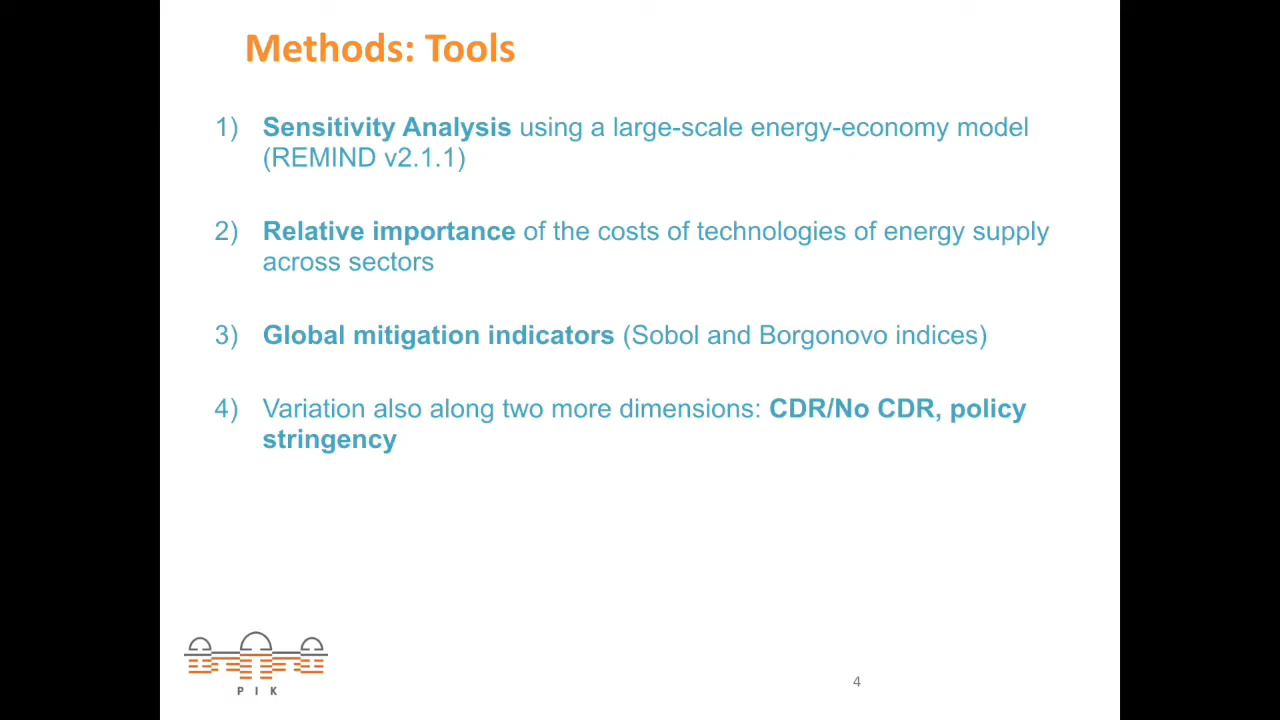 Methods: Tools
1) Sensitivity Analysis using a large-scale energy-economy model
(REMIND v2.1.1)
2) Relative importance of the costs of technologies of energy supply
across sectors
3) Global mitigation indicators (Sobol and Borgonovo indices)
4) Variation also along two more dimensions: CDR/No CDR, policy
stringency
P I K
4